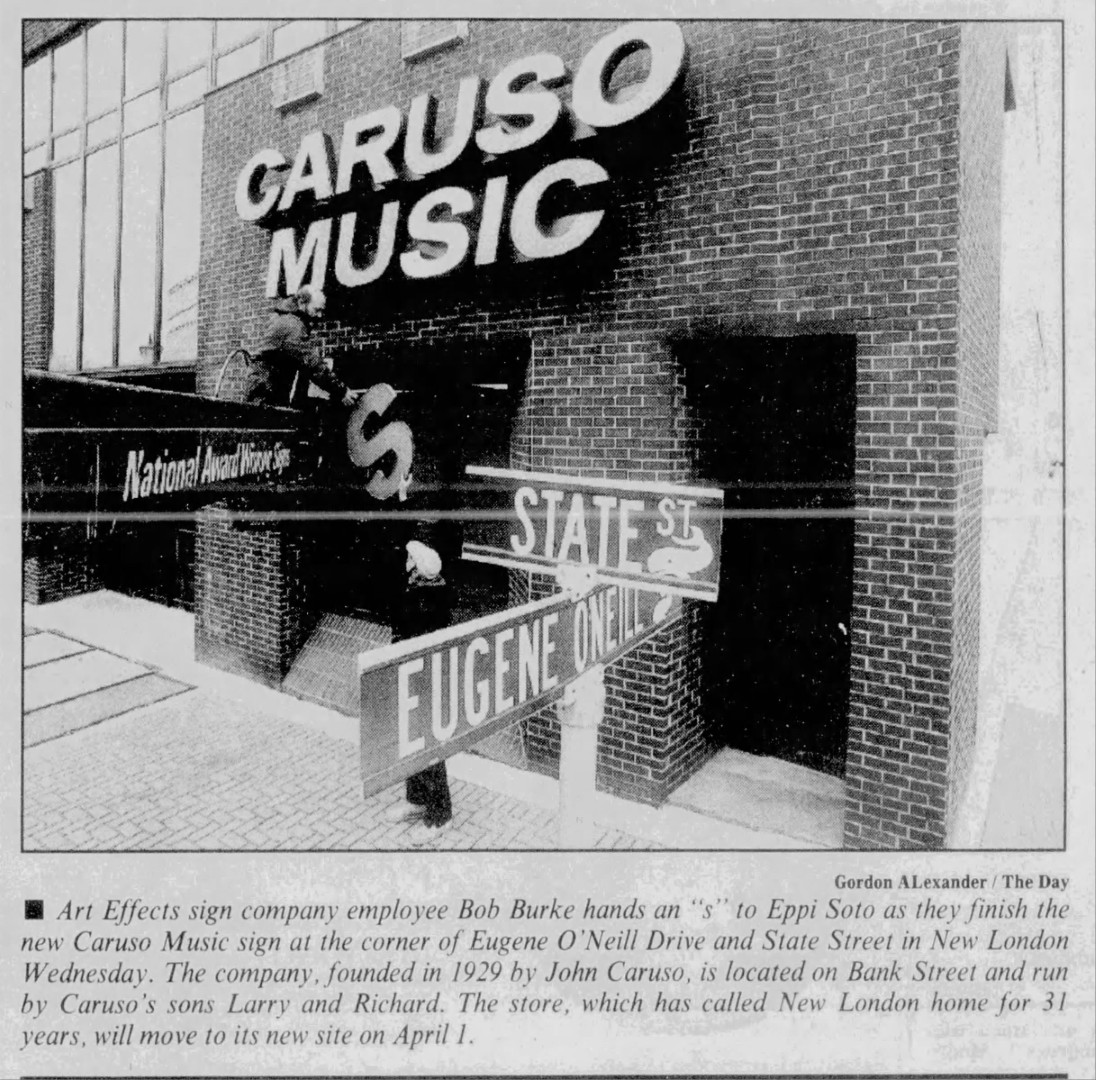 CARUSO
MUSIC
S
National Award Winning Signs
STATE ST.
EUGENE ONEILL
Gordon ALexander / The Day
■ Art Effects sign company employee Bob Burke hands an "s" to Eppi Soto as they finish the
new Caruso Music sign at the corner of Eugene O'Neill Drive and State Street in New London
Wednesday. The company, founded in 1929 by John Caruso, is located on Bank Street and run
by Caruso's sons Larry and Richard. The store, which has called New London home for 31
years, will move to its new site on April 1.